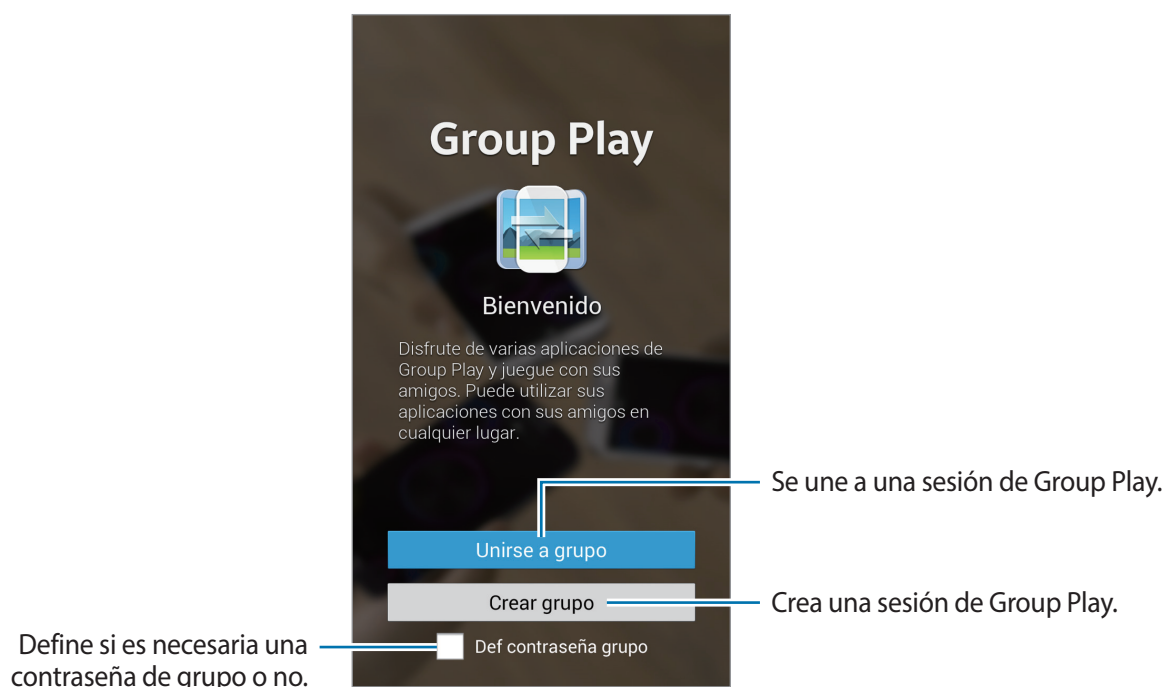 Group Play
Bienvenido
Disfrute de varias aplicaciones de
Group Play y juegue con sus
amigos. Puede utilizar sus
aplicaciones con sus amigos en
cualquier lugar.
Se une a una sesión de Group Play.
Unirse a grupo
Crear grupo
Crea una sesión de Group Play.
Define si es necesaria una
contraseña de grupo o no.
Def contraseña grupo